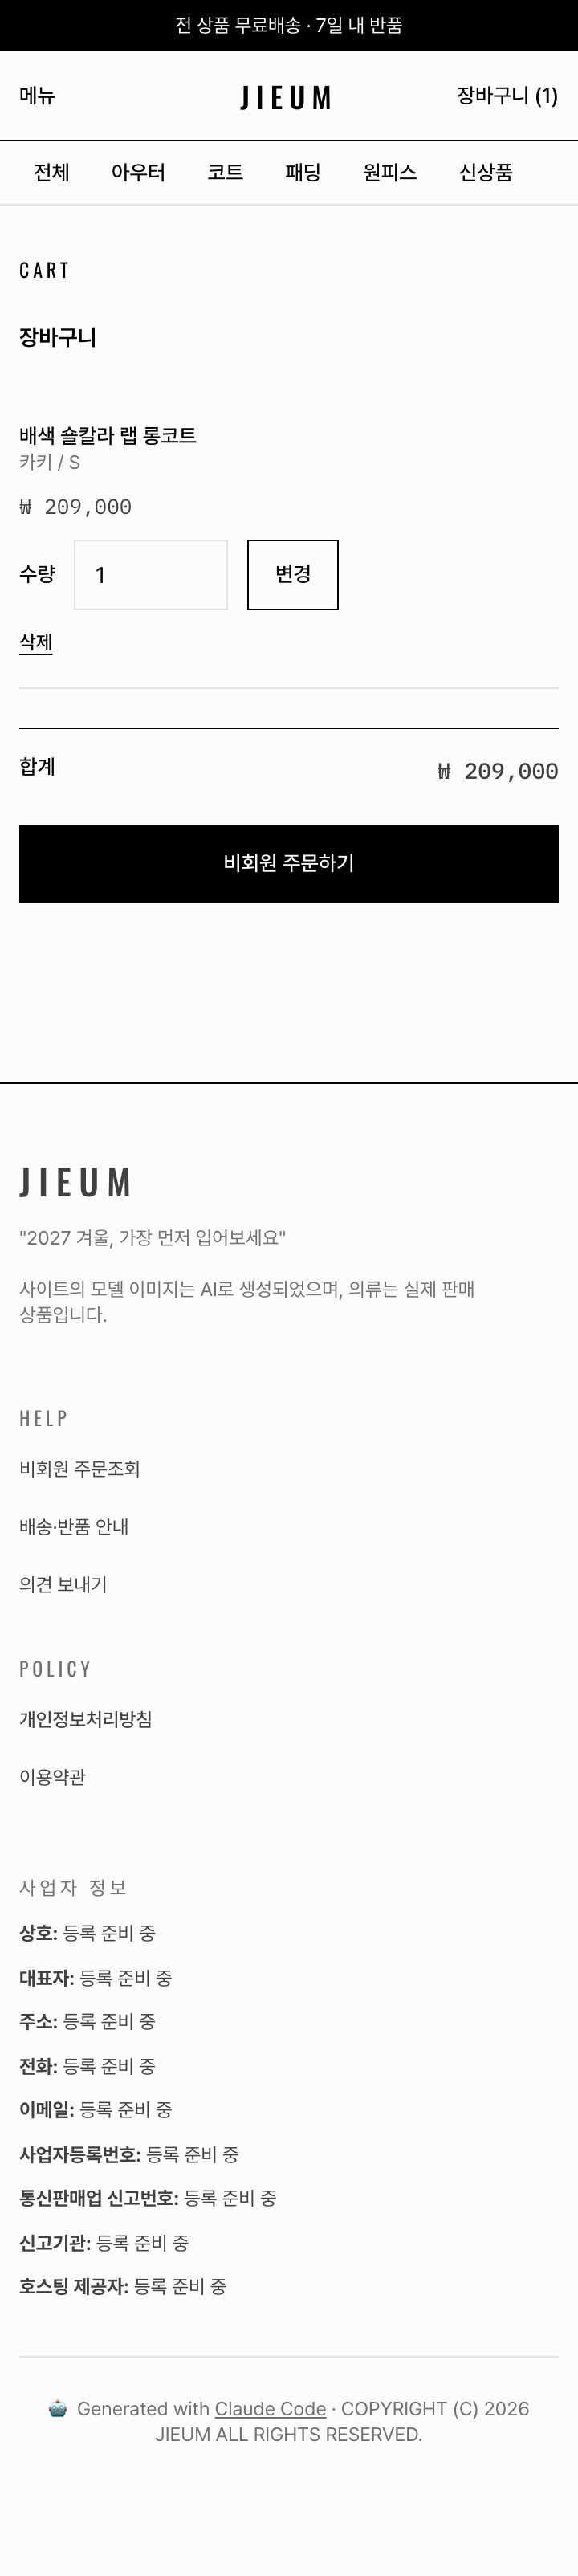 전 상품 무료배송 · 7일 내 반품
메뉴
JIEUM
장바구니 (1)
전체 아우터 코트 패딩 원피스 신상품
CART
장바구니
배색 숄칼라 랩 롱코트
카키 / S
₩ 209,000
수량 1 변경
삭제
합계 ₩ 209,000
비회원 주문하기
JIEUM
"2027 겨울, 가장 먼저 입어보세요"
사이트의 모델 이미지는 AI로 생성되었으며, 의류는 실제 판매
상품입니다.
HELP
비회원 주문조회
배송·반품 안내
의견 보내기
POLICY
개인정보처리방침
이용약관
사업자 정보
상호: 등록 준비 중
대표자: 등록 준비 중
주소: 등록 준비 중
전화: 등록 준비 중
이메일: 등록 준비 중
사업자등록번호: 등록 준비 중
통신판매업 신고번호: 등록 준비 중
신고기관: 등록 준비 중
호스팅 제공자: 등록 준비 중
🤖 Generated with Claude Code · COPYRIGHT (C) 2026
JIEUM ALL RIGHTS RESERVED.